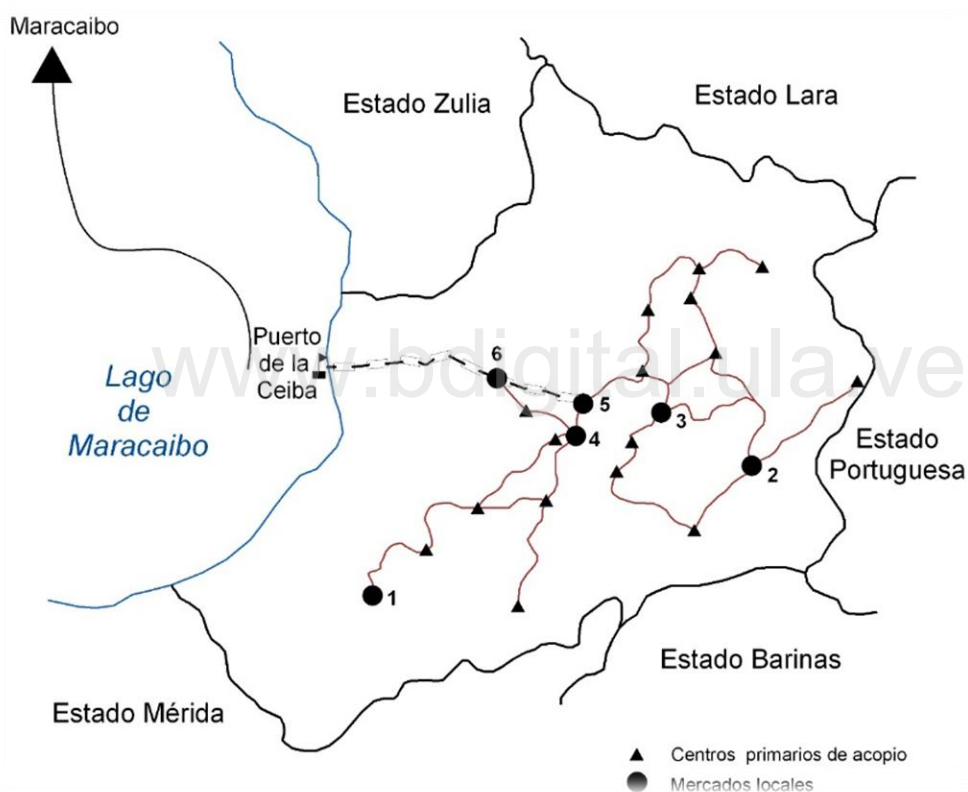 Maracaibo
Estado Zulia
Estado Lara
Puerto
de la
Ceiba
6
www.bdigital.ula.ve
Lago
de
Maracaibo
5
3
4
Estado
Portuguesa
2
1
Estado Barinas
Estado Mérida
Centros primarios de acopio
Mercados locales